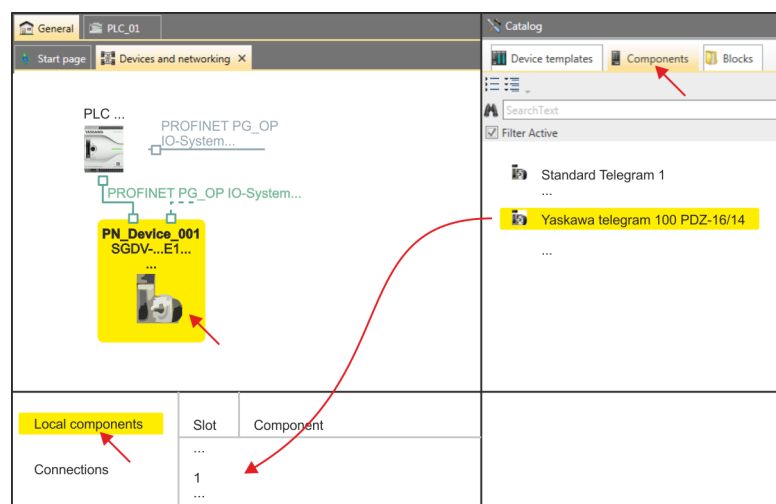 General
PLC_01
Start page
Devices and networking
PLC ...
PROFINET PG_OP
IO-System...
PROFINET PG_OP IO-System...
PN_Device_001
SGDV-...E1...
...
Local components
Connections
Slot
Component
...
1
...
Catalog
Device templates
Components
Blocks
SearchText
Filter Active
Standard Telegram 1
...
Yaskawa telegram 100 PDZ-16/14
...